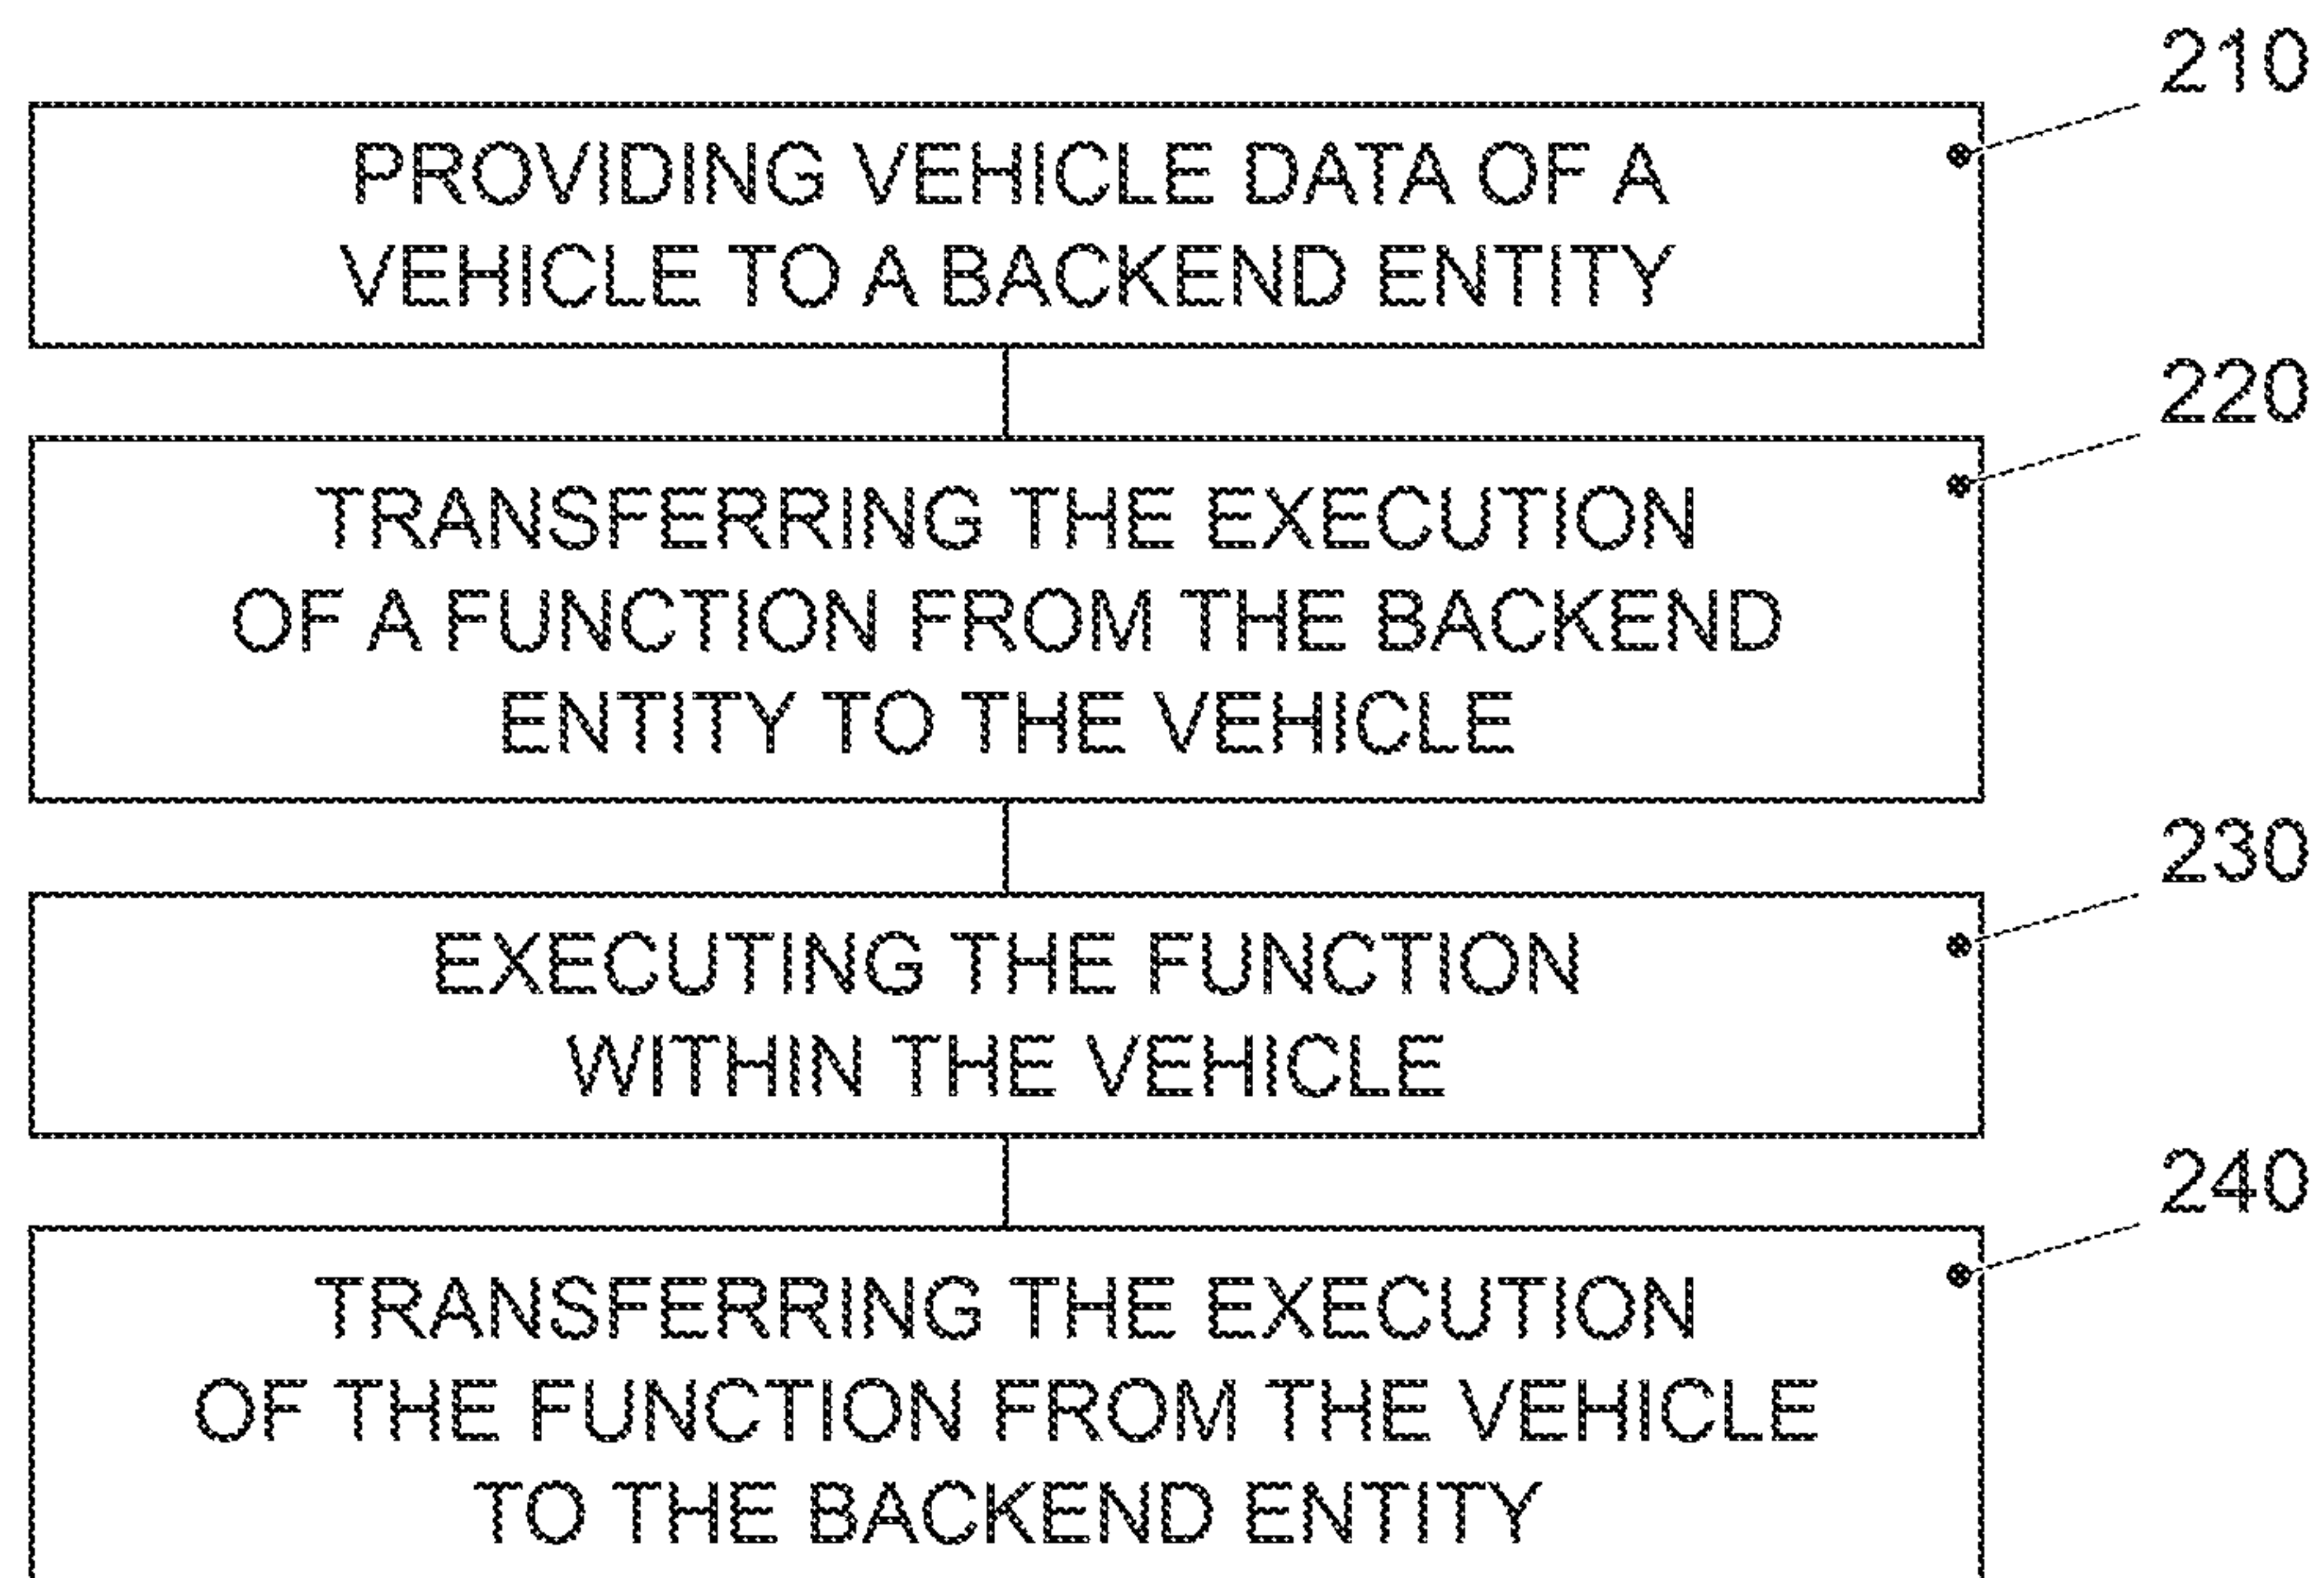 210
PROVIDING VEHICLE DATA OF A
VEHICLE TO A BACKEND ENTITY
220
TRANSFERRING THE EXECUTION
OF A FUNCTION FROM THE BACKEND
ENTITY TO THE VEHICLE
230
EXECUTING THE FUNCTION
WITHIN THE VEHICLE
240
TRANSFERRING THE EXECUTION
OF THE FUNCTION FROM THE VEHICLE
TO THE BACKEND ENTITY